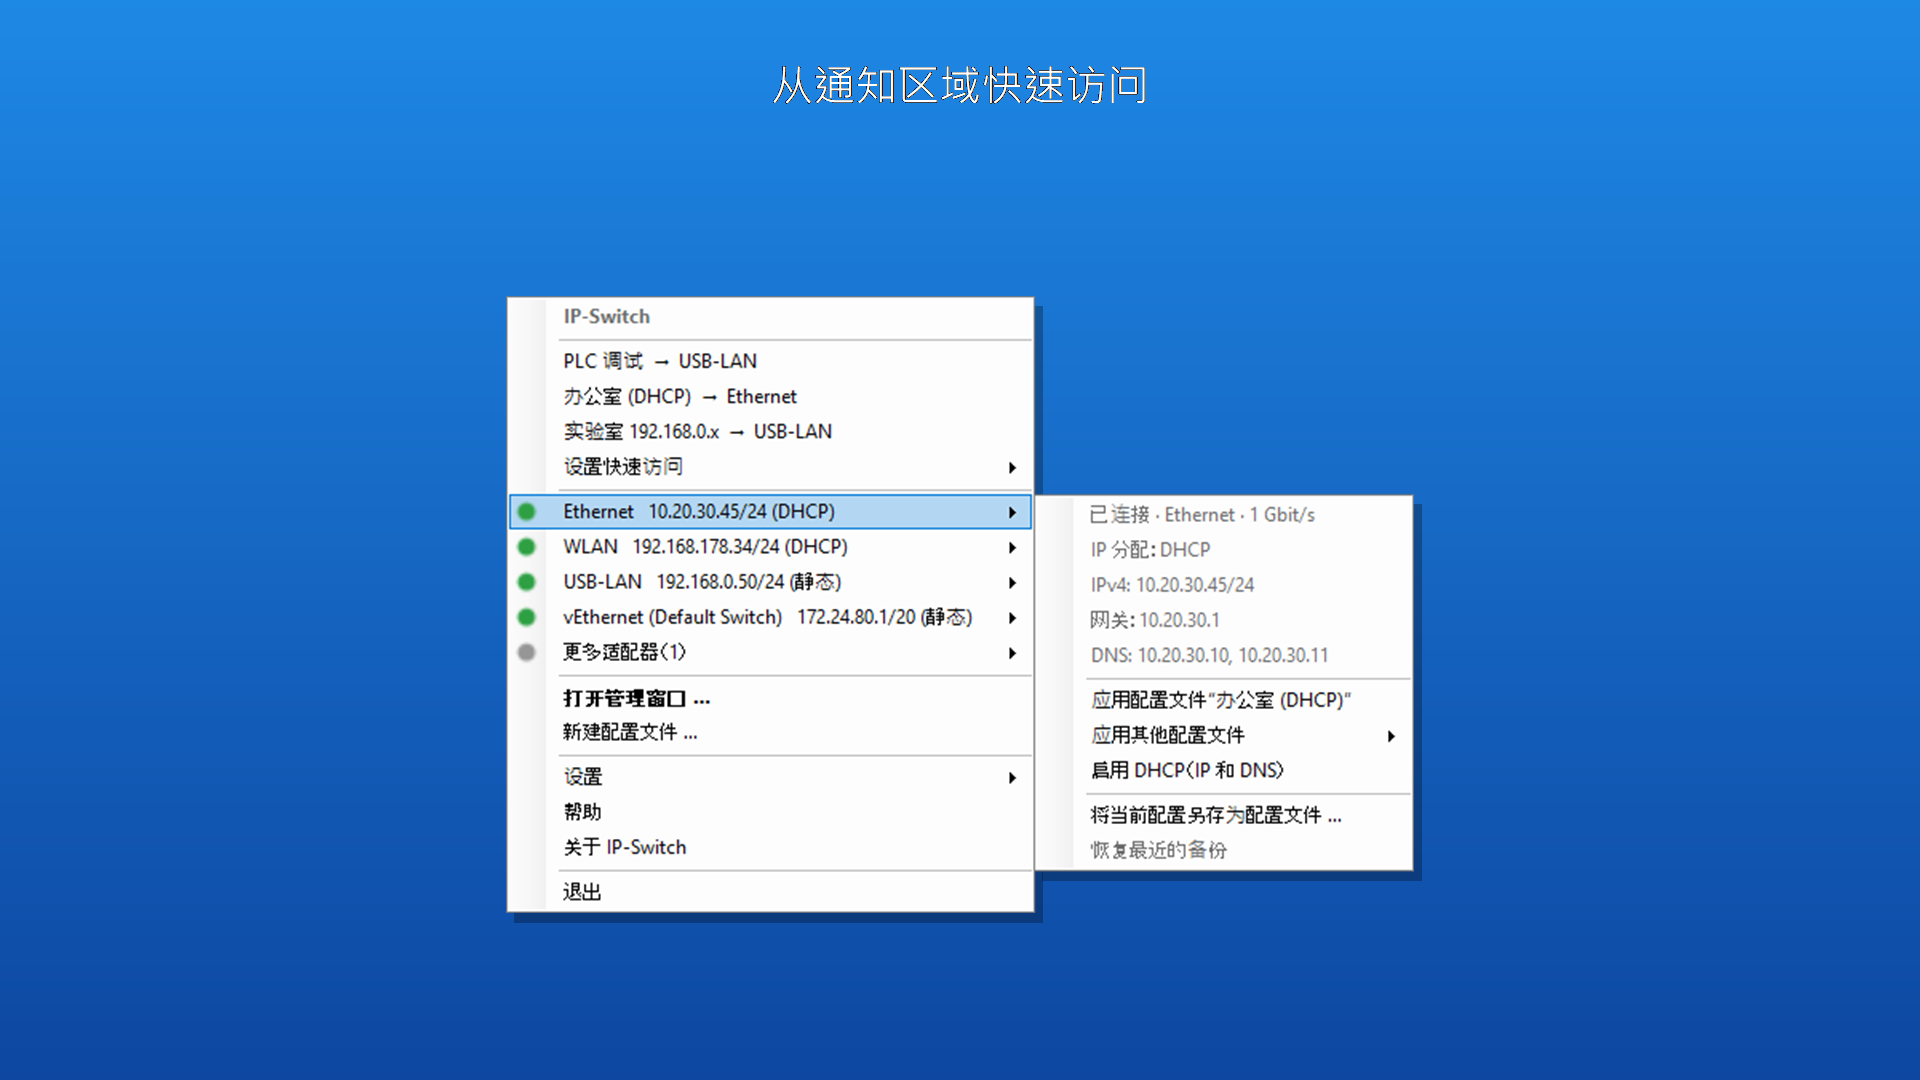 从通知区域快速访问
IP-Switch
PLC 调试 → USB-LAN
办公室 (DHCP) → Ethernet
实验室 192.168.0.x → USB-LAN
设置快速访问
Ethernet 10.20.30.45/24 (DHCP)
WLAN 192.168.178.34/24 (DHCP)
USB-LAN 192.168.0.50/24 (静态)
vEthernet (Default Switch) 172.24.80.1/20 (静态)
更多适配器(1)
打开管理窗口 ...
新建配置文件 ...
设置
帮助
关于 IP-Switch
退出
已连接 · Ethernet · 1 Gbit/s
IP 分配: DHCP
IPv4: 10.20.30.45/24
网关: 10.20.30.1
DNS: 10.20.30.10, 10.20.30.11
应用配置文件“办公室 (DHCP)”
应用其他配置文件
启用 DHCP(IP 和 DNS)
将当前配置另存为配置文件 ...
恢复最近的备份